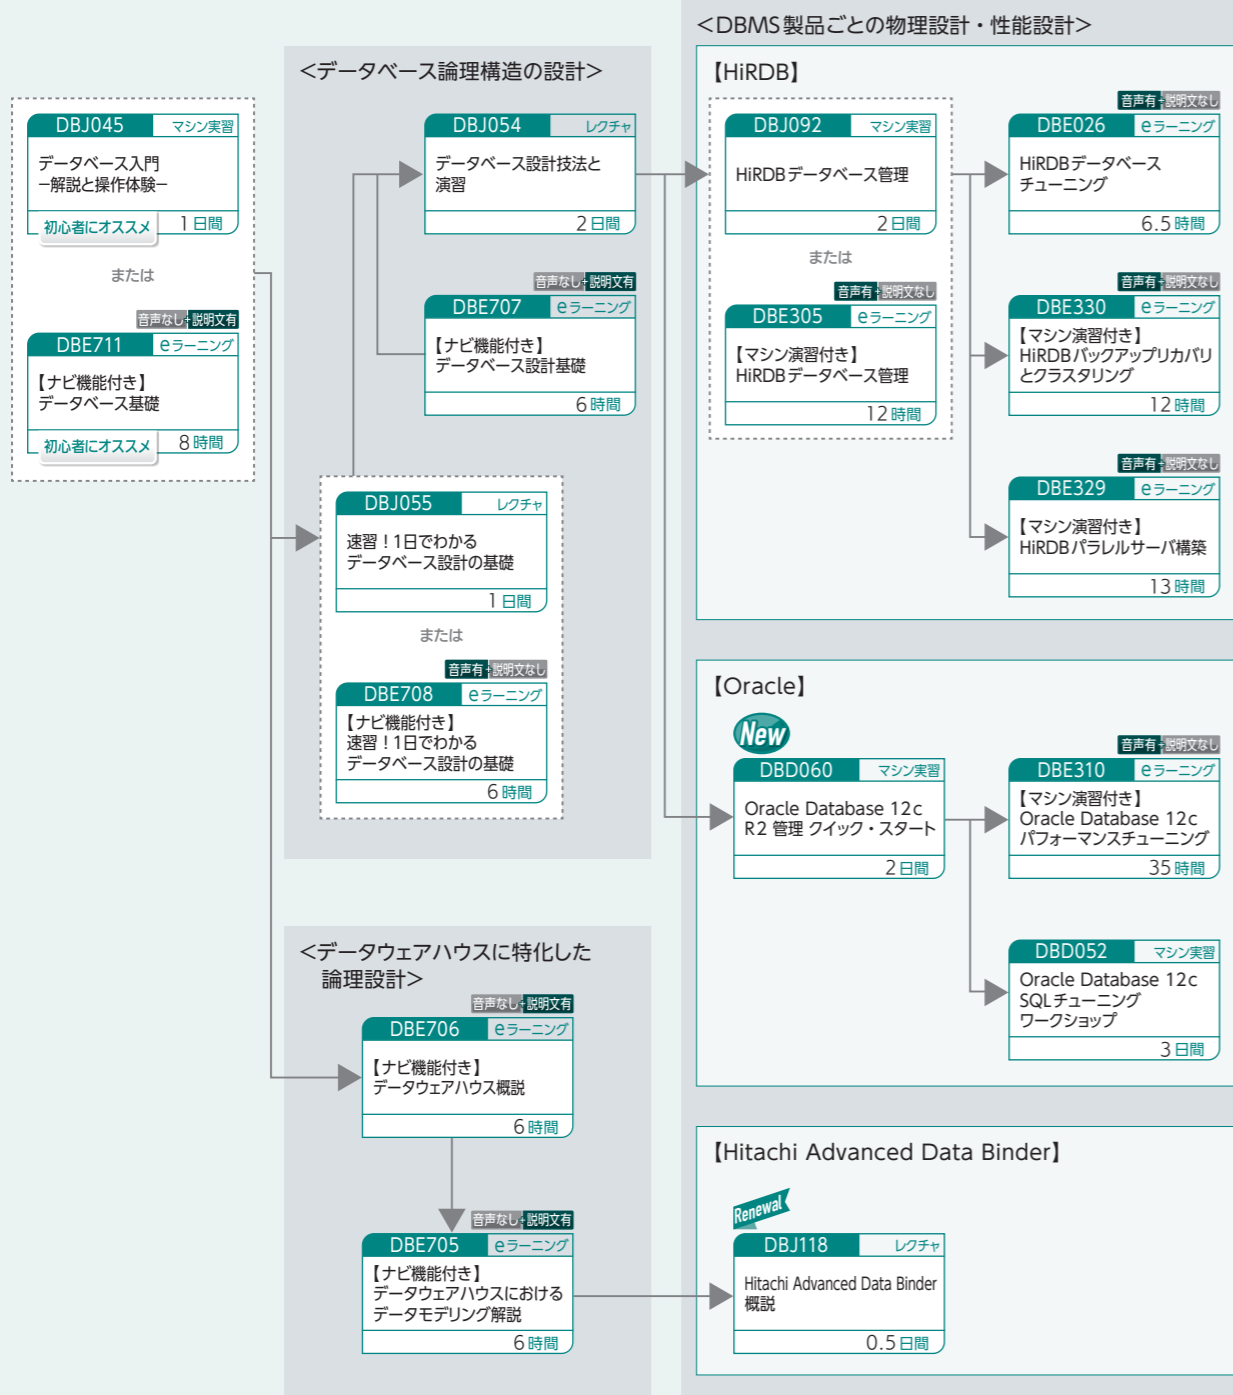 DBJ045 マシン実習
データベース入門
－解説と操作体験－
初心者にオススメ 1日間
または
音声なし+説明文有
DBE711 eラーニング
【ナビ機能付き】
データベース基礎
初心者にオススメ 8時間
＜データベース論理構造の設計＞
DBJ054 レクチャ
データベース設計技法と
演習
2日間
音声なし+説明文有
DBE707 eラーニング
【ナビ機能付き】
データベース設計基礎
6時間
DBJ055 レクチャ
速習！1日でわかる
データベース設計の基礎
1日間
または
音声有+説明文なし
DBE708 eラーニング
【ナビ機能付き】
速習！1日でわかる
データベース設計の基礎
6時間
＜データウェアハウスに特化した
論理設計＞
音声なし+説明文有
DBE706 eラーニング
【ナビ機能付き】
データウェアハウス概説
6時間
音声なし+説明文有
DBE705 eラーニング
【ナビ機能付き】
データウェアハウスにおける
データモデリング解説
6時間
＜DBMS製品ごとの物理設計・性能設計＞
【HiRDB】
DBJ092 マシン実習
HiRDBデータベース管理
2日間
または
音声有+説明文なし
DBE305 eラーニング
【マシン演習付き】
HiRDBデータベース管理
12時間
音声有+説明文なし
DBE026 eラーニング
HiRDBデータベース
チューニング
6.5時間
音声有+説明文なし
DBE330 eラーニング
【マシン演習付き】
HiRDBバックアップリカバリ
とクラスタリング
12時間
音声有+説明文なし
DBE329 eラーニング
【マシン演習付き】
HiRDBパラレルサーバ構築
13時間
【Oracle】
New
DBD060 マシン実習
Oracle Database 12c
R2 管理 クイック・スタート
2日間
音声有+説明文なし
DBE310 eラーニング
【マシン演習付き】
Oracle Database 12c
パフォーマンスチューニング
35時間
DBD052 マシン実習
Oracle Database 12c
SQLチューニング
ワークショップ
3日間
【Hitachi Advanced Data Binder】
Renewal
DBJ118 レクチャ
Hitachi Advanced Data Binder
概説
0.5日間